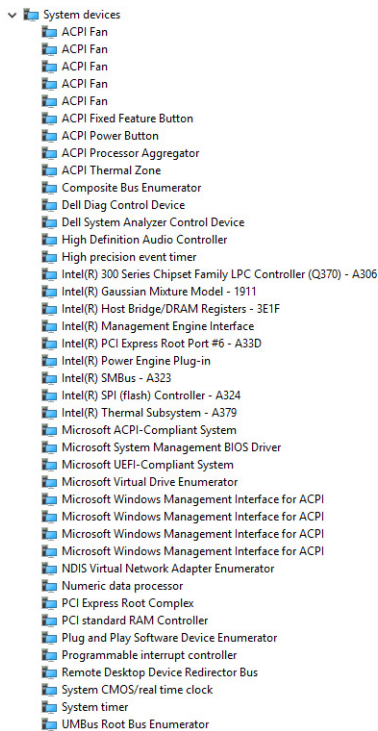 System devices
ACPI Fan
ACPI Fan
ACPI Fan
ACPI Fan
ACPI Fan
ACPI Fixed Feature Button
ACPI Power Button
ACPI Processor Aggregator
ACPI Thermal Zone
Composite Bus Enumerator
Dell Diag Control Device
Dell System Analyzer Control Device
High Definition Audio Controller
High precision event timer
Intel(R) 300 Series Chipset Family LPC Controller (Q370) - A306
Intel(R) Gaussian Mixture Model - 1911
Intel(R) Host Bridge/DRAM Registers - 3E1F
Intel(R) Management Engine Interface
Intel(R) PCI Express Root Port #6 - A33D
Intel(R) Power Engine Plug-in
Intel(R) SMBus - A323
Intel(R) SPI (flash) Controller - A324
Intel(R) Thermal Subsystem - A379
Microsoft ACPI-Compliant System
Microsoft System Management BIOS Driver
Microsoft UEFI-Compliant System
Microsoft Virtual Drive Enumerator
Microsoft Windows Management Interface for ACPI
Microsoft Windows Management Interface for ACPI
Microsoft Windows Management Interface for ACPI
Microsoft Windows Management Interface for ACPI
NDIS Virtual Network Adapter Enumerator
Numeric data processor
PCI Express Root Complex
PCI standard RAM Controller
Plug and Play Software Device Enumerator
Programmable interrupt controller
Remote Desktop Device Redirector Bus
System CMOS/real time clock
System timer
UMBus Root Bus Enumerator